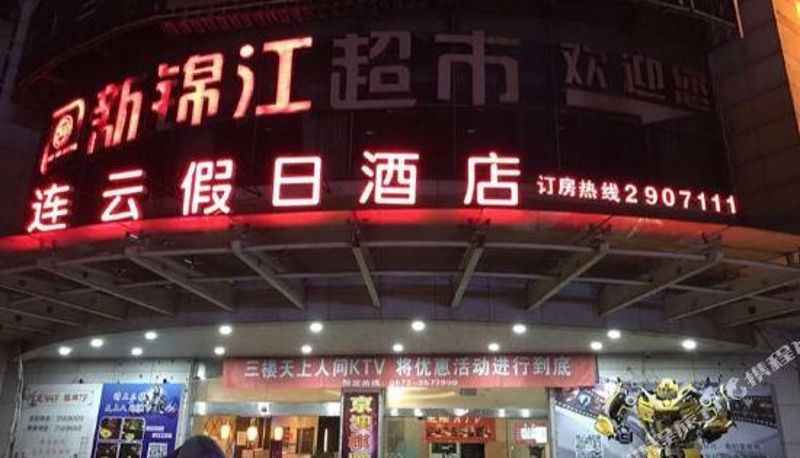 新锦江超市 欢迎您
连云假日酒店 订房热线2907111
三楼天上人间KTV 将优惠活动进行到底